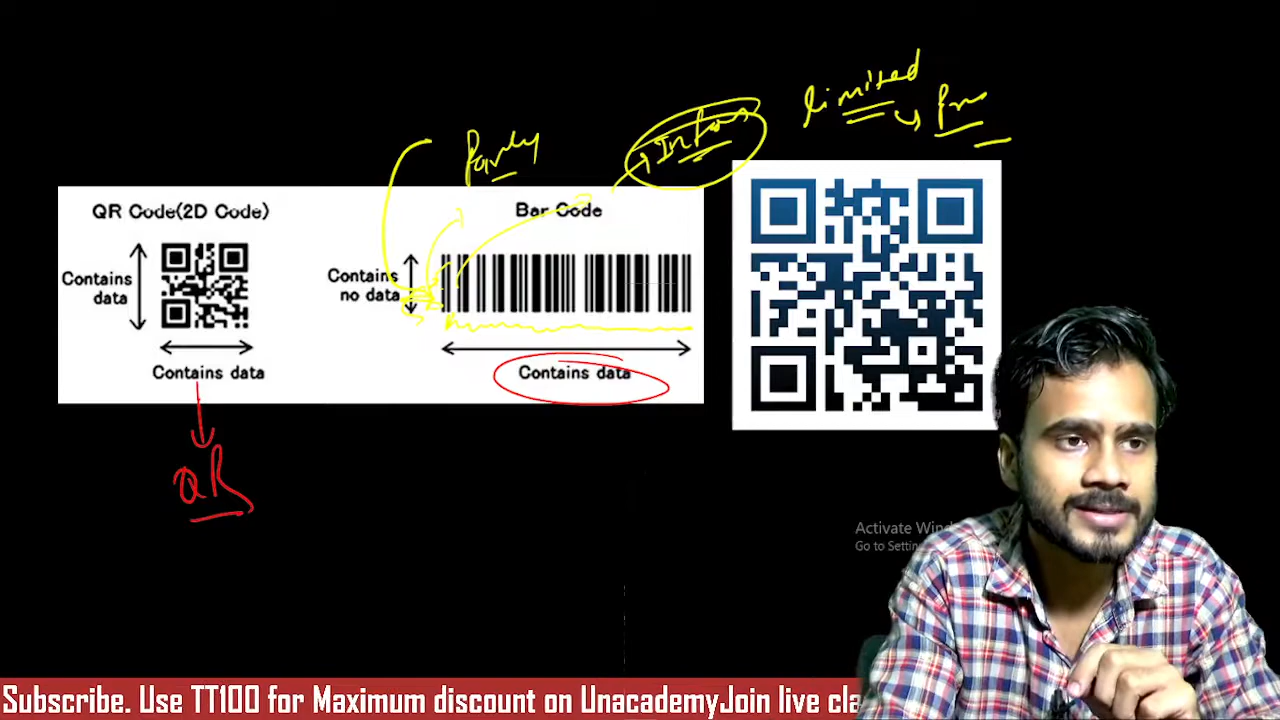 limited
QR Code(2D Code)
Contains
data
Contains data
Bar Code
Contains
no data
Contains data
QR
Activate Wind
Go to Setting
Subscribe. Use TT100 for Maximum discount on UnacademyJoin live cla